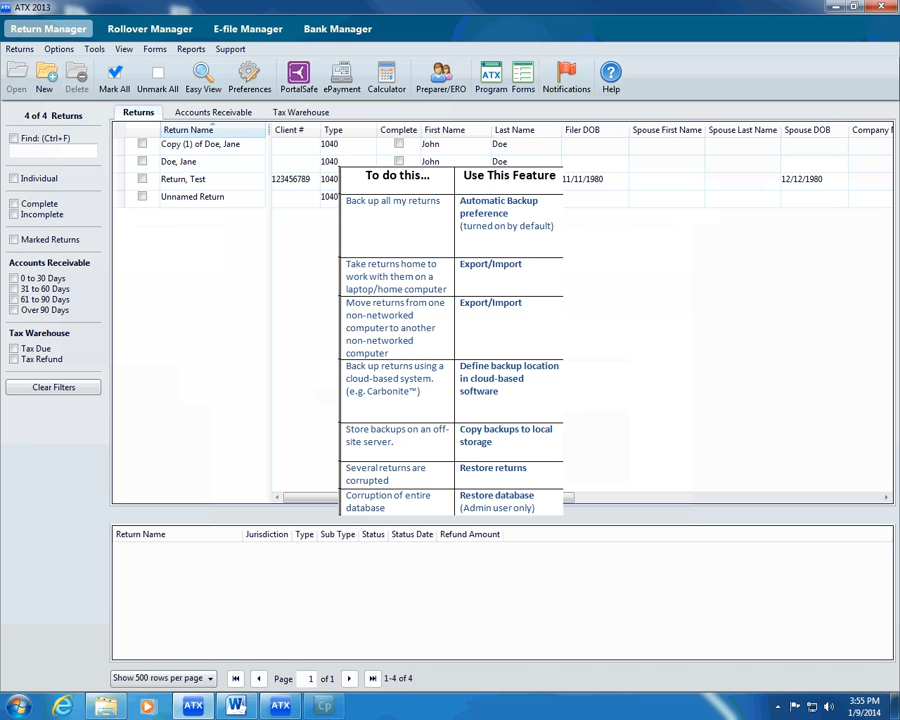 ATX 2013
Return Manager Rollover Manager E-file Manager Bank Manager
Returns Options Tools View Forms Reports Support
Open New Delete Mark All Unmark All Easy View Preferences PortalSafe ePayment Calculator Preparer/ERO Program Forms Notifications Help
4 of 4 Returns
Find: (Ctrl+F)
Individual
Complete
Incomplete
Marked Returns
Accounts Receivable
0 to 30 Days
31 to 60 Days
61 to 90 Days
Over 90 Days
Tax Warehouse
Tax Due
Tax Refund
Clear Filters
Returns Accounts Receivable Tax Warehouse
Return Name Client # Type Complete First Name Last Name Filer DOB Spouse First Name Spouse Last Name Spouse DOB Company
Copy (1) of Doe, Jane 1040 John Doe
Doe, Jane 1040 John Doe
Return, Test 123456789 1040 11/11/1980 12/12/1980
Unnamed Return 1040
To do this... Use This Feature
Back up all my returns
Automatic Backup
preference
(turned on by default)
Take returns home to
work with them on a
laptop/home computer
Export/Import
Move returns from one
non-networked
computer to another
non-networked
computer
Export/Import
Back up returns using a
cloud-based system.
(e.g. Carbonite™)
Define backup location
in cloud-based
software
Store backups on an off-
site server.
Copy backups to local
storage
Several returns are
corrupted
Restore returns
Corruption of entire
database
Restore database
(Admin user only)
Return Name Jurisdiction Type Sub Type Status Status Date Refund Amount
Show 500 rows per page Page 1 of 1 1-4 of 4
ATX ATX Cp
3:55 PM
1/9/2014